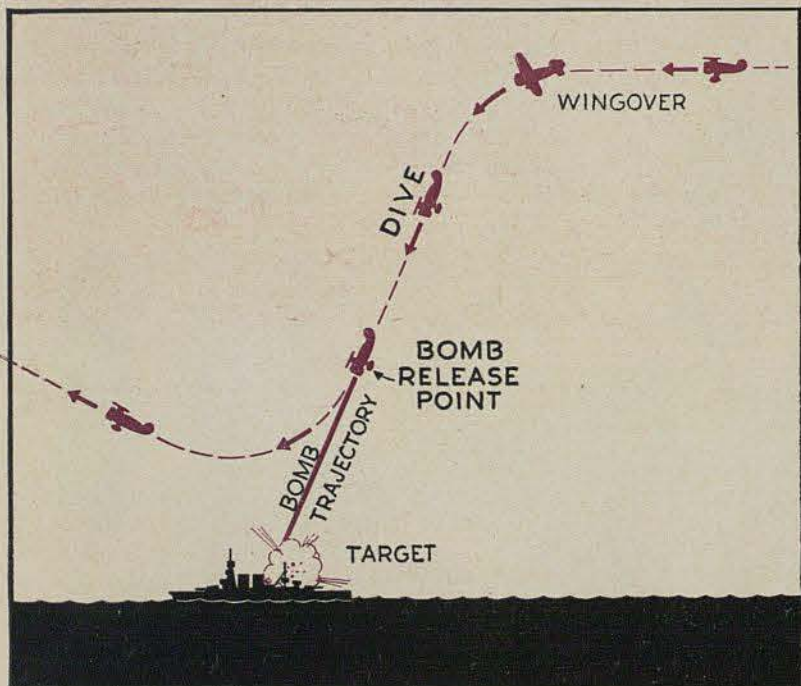 WINGOVER
DIVE
BOMB
RELEASE
POINT
BOMB
TRAJECTORY
TARGET